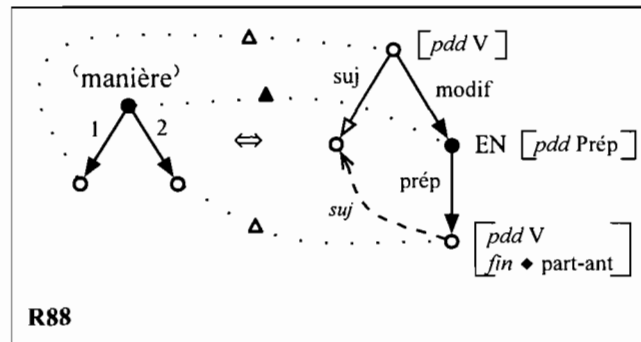 [pdd V]
suj
modif
‘manière’
1
2
⇔
EN [pdd Prép]
prép
suj
[pdd V
fin ◆ part-ant]
R88